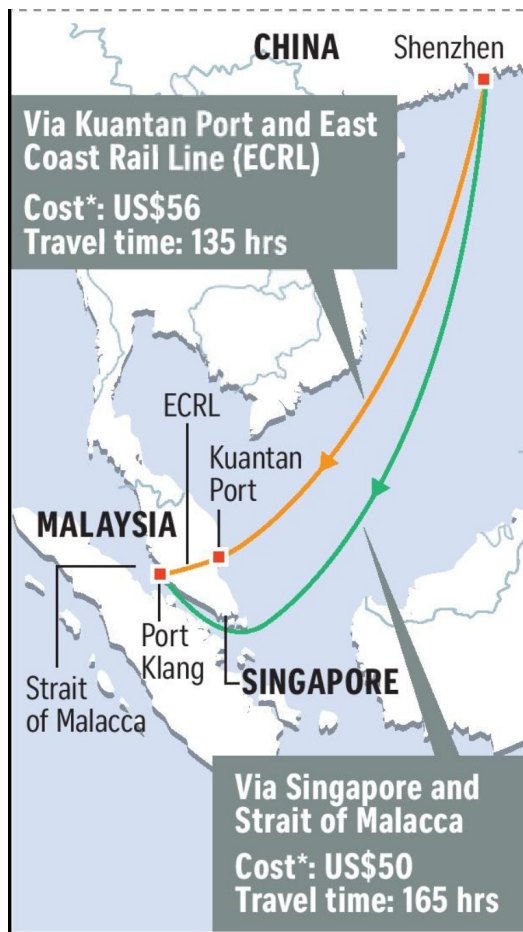 CHINA
Shenzhen
Via Kuantan Port and East
Coast Rail Line (ECRL)
Cost*: US$56
Travel time: 135 hrs
ECRL
Kuantan
Port
MALAYSIA
Port
Klang
Strait
of Malacca
SINGAPORE
Via Singapore and
Strait of Malacca
Cost*: US$50
Travel time: 165 hrs